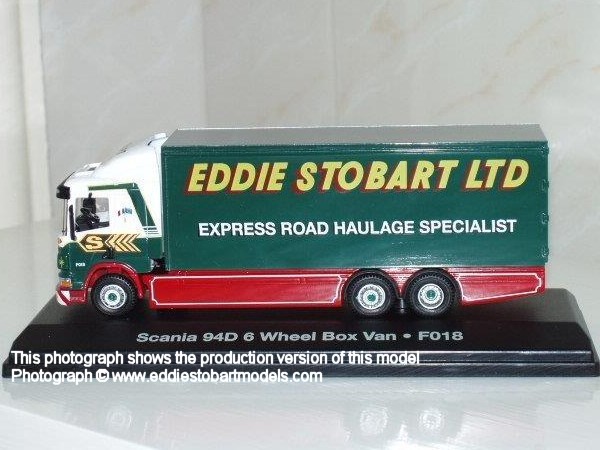 EDDIE STOBART LTD
EXPRESS ROAD HAULAGE SPECIALIST
S
F018
Scania 94D 6 Wheel Box Van • F018
This photograph shows the production version of this model
Photograph © www.eddiestobartmodels.com